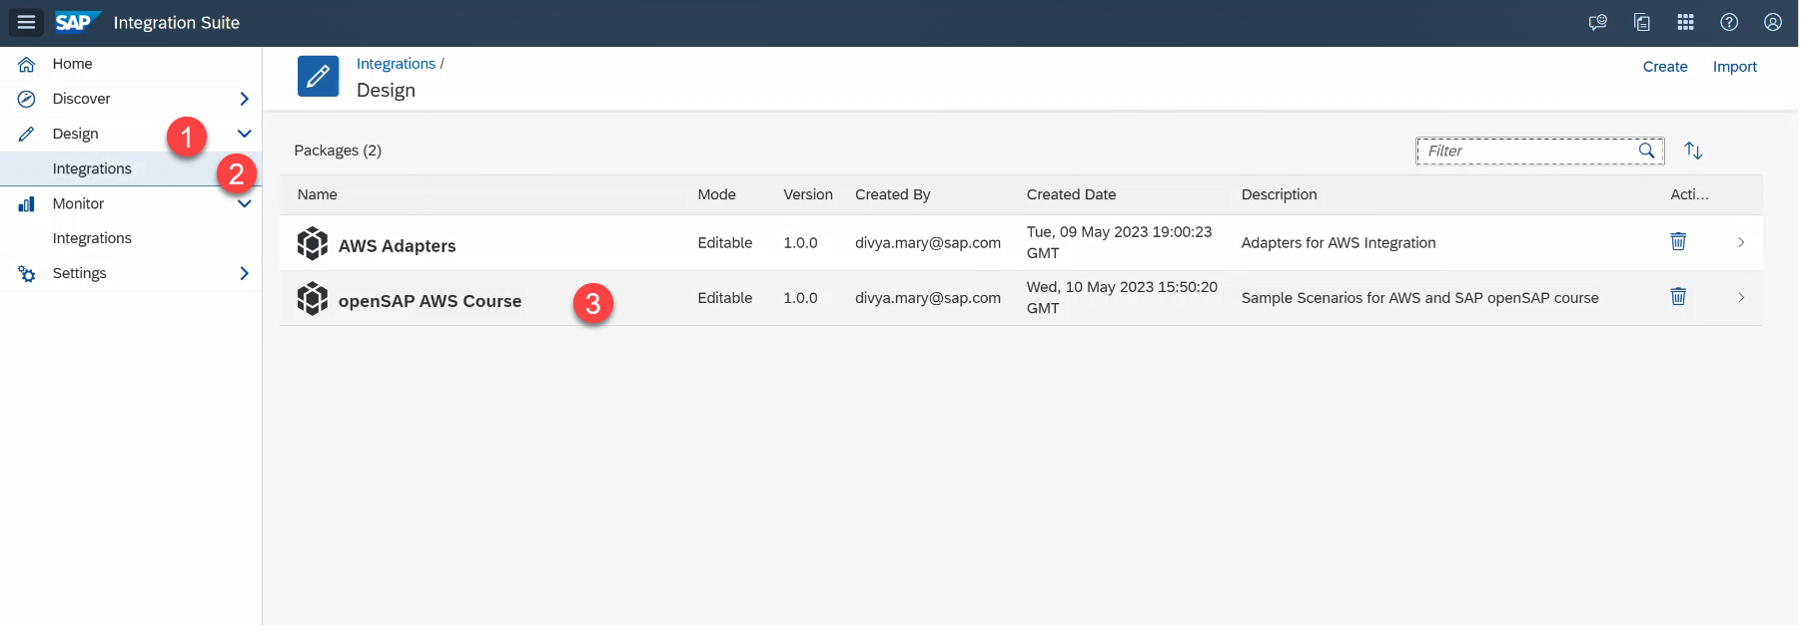 SAP Integration Suite
Home
Discover
Design
1
Integrations
2
Monitor
Integrations
Settings
Integrations /
Design
Create
Import
Packages (2)
Filter
Name Mode Version Created By Created Date Description Acti...
AWS Adapters Editable 1.0.0 divya.mary@sap.com Tue, 09 May 2023 19:00:23 Adapters for AWS Integration
GMT
openSAP AWS Course 3 Editable 1.0.0 divya.mary@sap.com Wed, 10 May 2023 15:50:20 Sample Scenarios for AWS and SAP openSAP course
GMT